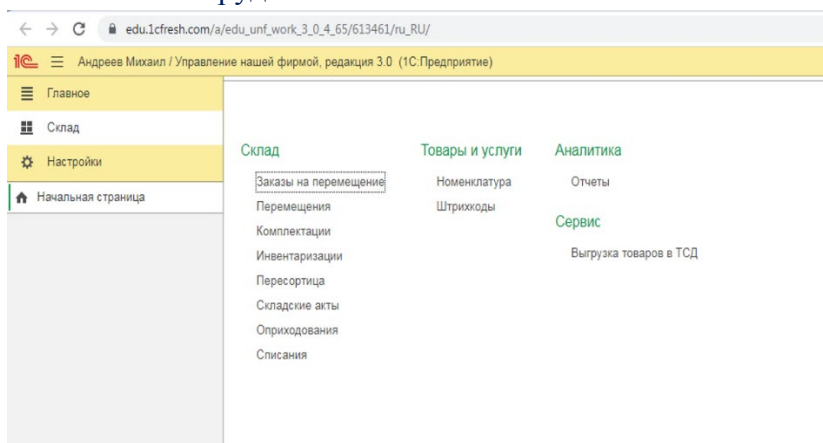 edu.1cfresh.com/a/edu_unf_work_3_0_4_65/613461/ru_RU/
1С Андреев Михаил / Управление нашей фирмой, редакция 3.0 (1С:Предприятие)
Главное
Склад
Настройки
Начальная страница
Склад
Заказы на перемещение
Перемещения
Комплектации
Инвентаризации
Пересортица
Складские акты
Оприходования
Списания
Товары и услуги
Номенклатура
Штрихкоды
Аналитика
Отчеты
Сервис
Выгрузка товаров в ТСД